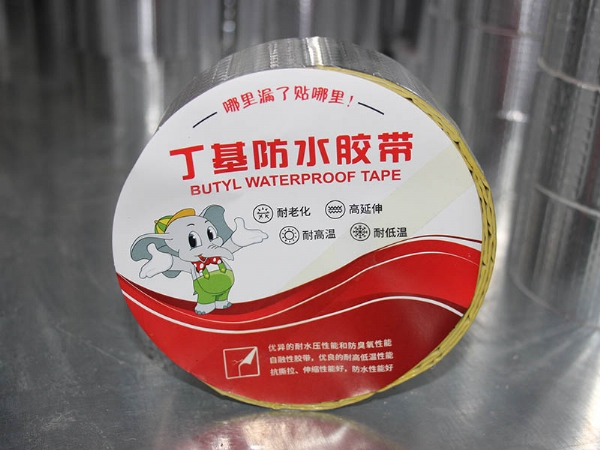 哪里漏了贴哪里！
丁基防水胶带
BUTYL WATERPROOF TAPE
耐老化 高延伸
耐高温 耐低温
优异的耐水压性能和防臭氧性能
自融性胶带，优良的耐高低温性能
抗撕拉、伸缩性能好，防水性能好